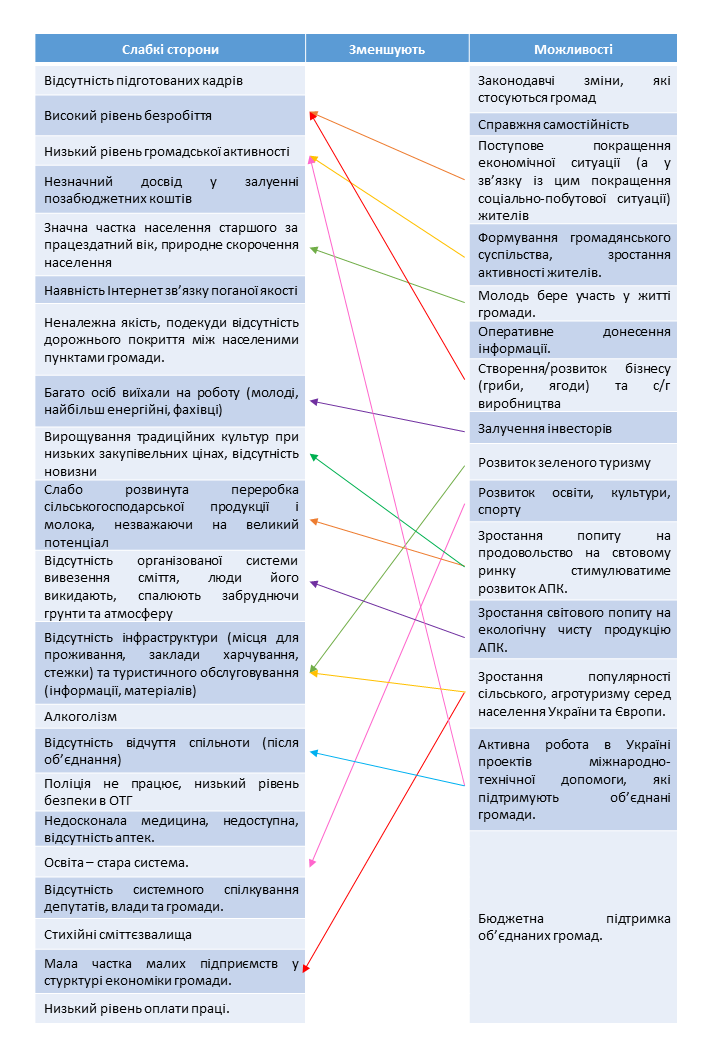 Слабкі сторони
Зменшують
Можливості
Відсутність підготовлених кадрів
Високий рівень безробіття
Низький рівень громадської активності
Незначний досвід у залуенні
позабюджетних коштів
Значна частка населення старшого за
працездатний вік, природне скорочення
населення
Наявність Інтернет зв’язку поганої якості
Неналежна якість, подекуди відсутність
дорожнього покриття між населеними
пунктами громади.
Багато осіб виїхали на роботу (молоді,
найбільш енергійні, фахівці)
Вирощування традиційних культур при
низьких закупівельних цінах, відсутність
новизни
Слабо розвинута переробка
сільськогосподарської продукції і
молока, незважаючи на великий
потенціал
Відсутність організованої системи
вивезення сміття, люди його
викидають, спалюють забруднюючи
грунти та атмосферу
Відсутність інфраструктури (місця для
проживання, заклади харчування,
стежки) та туристичного обслуговування
(інформації, матеріалів)
Алкоголізм
Відсутність відчуття спільноти (після
об’єднання)
Поліція не працює, низький рівень
безпеки в ОТГ
Недосконала медицина, недоступна,
відсутність аптек.
Освіта – стара система.
Відсутність системного спілкування
депутатів, влади та громади.
Стихійні сміттєзвалища
Мала частка малих підприємств у
стурктурі економіки громади.
Низький рівень оплати праці.
Законодавчі зміни, які
стосуються громад
Справжня самостійність
Поступове покращення
економічної ситуації (а у
зв’язку із цим покращення
соціально-побутової ситуації)
жителів
Формування громадянського
суспільства, зростання
активності жителів.
Молодь бере участь у житті
громади.
Оперативне донесення
інформації.
Створення/розвиток бізнесу
(гриби, ягоди) та с/г
виробництва
Залучення інвесторів
Розвиток зеленого туризму
Розвиток освіти, культури,
спорту
Зростання попиту на
продовольство на свтовому
ринку стимулюватиме
розвиток АПК.
Зростання світового попиту на
екологічну чисту продукцію
АПК.
Зростання популярності
сільського, агротуризму серед
населення України та Європи.
Активна робота в Україні
проектів міжнародно-
технічної допомоги, які
підтримують об’єднані
громади.
Бюджетна підтримка
об’єднаних громад.